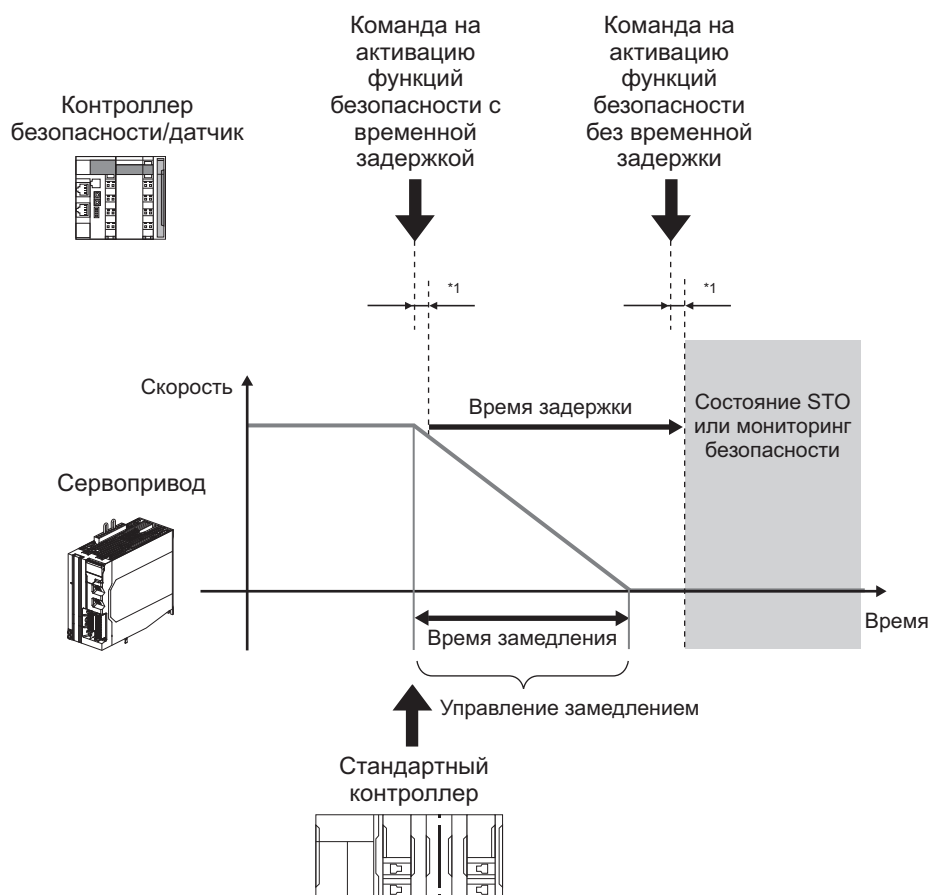 Команда на
активацию
функций
безопасности с
временной
задержкой
Команда на
активацию
функций
безопасности
без временной
задержки
Контроллер
безопасности/датчик
*1
*1
Скорость
Время задержки
Состояние STO
или мониторинг
безопасности
Сервопривод
Время
Время замедления
Управление замедлением
Стандартный
контроллер